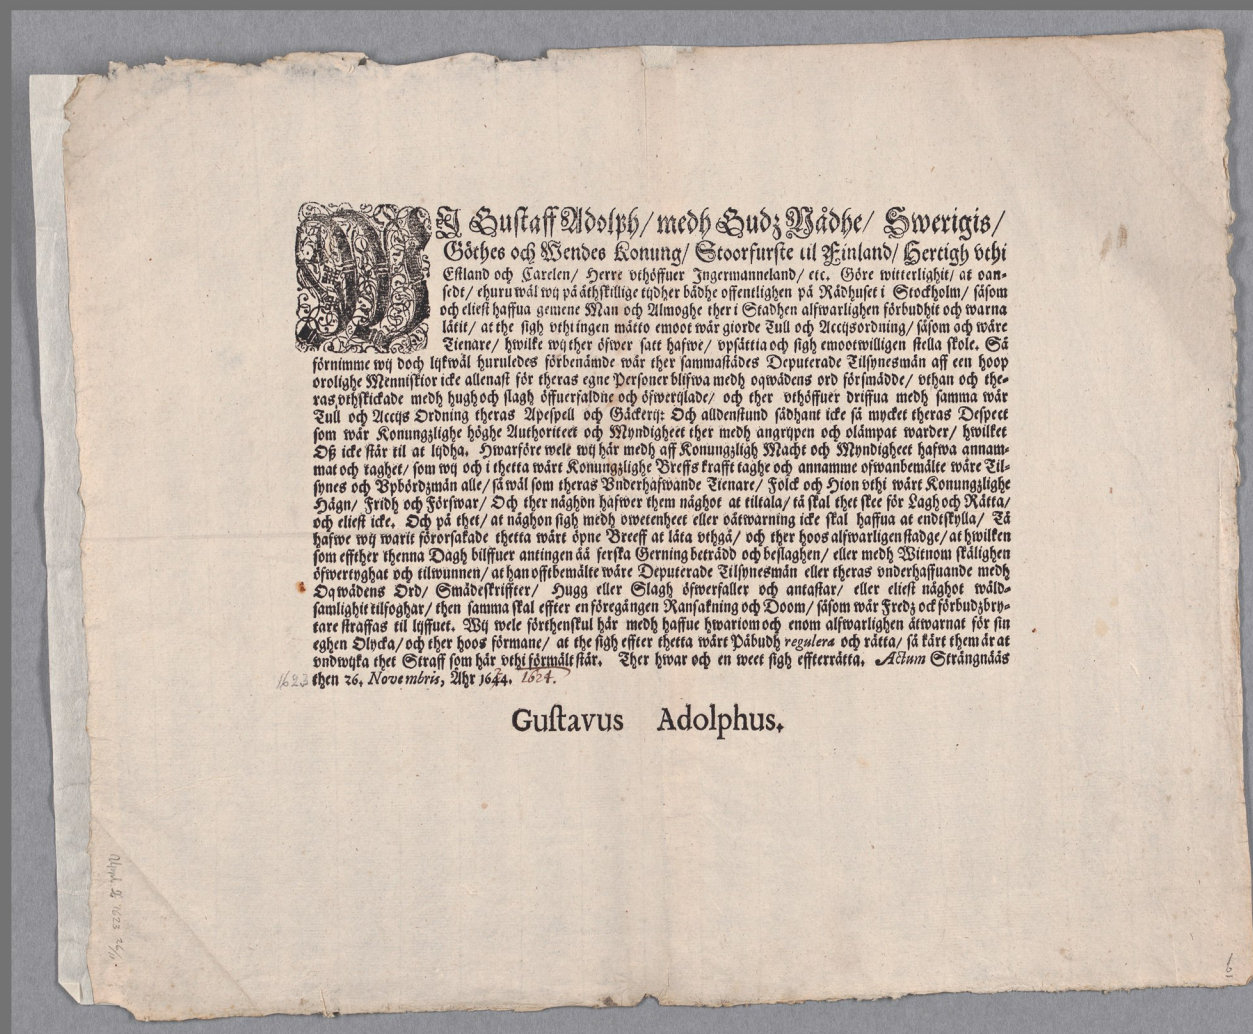 WJ Gustaff Adolph/ medh Gudz Nådhe/ Swerigis/
Göthes och Wendes Konung/ Stoorfurste til Finland/ Hertigh vthi
Estland och Carelen/ Herre vthöffuer Ingermanneland/ etc. Göre witterlighit/ at oan-
sedt/ ehuru wäl wij på åthskillige tijdher bådhe offentlighen på Rådhuset i Stockholm/ såsom
och eliest haffua gemene Man och Almoghe ther i Stadhen alfwarlighen förbudhit och warna
låtit/ at the sigh vthi ingen måtto emoot wår giorde Tull och Accijsordning/ såsom och wåre
Tienare/ hwilke wij ther öfwer satt hafwe/ vpsättia och sigh emootwilligen stella skole. Så
förnimme wij doch lijkwäl huruledes förbenämde wår ther sammastädes Deputerade Tilsynesmän aff een hoop
orolighe Menniskior icke allenast för theras egne Personer blifwa medh oqwädens ord försmädde/ vthan och the-
ras vthskickade medh hugh och slagh öffuerfaldne och öfwerijlade/ och ther vthöffuer driffua medh samma wår
Tull och Accijs Ordning theras Apespell och Gäckerij: Och alldenstund sådhant icke så mycket theras Despect
som wår Konungzlighe höghe Authoriteet och Myndigheet ther medh angrijpen och olämpat warder/ hwilket
Oß icke står til at lijdha. Hwarföre wele wij här medh aff Konungzligh Macht och Myndigheet hafwa annam-
mat och taghet/ som wij och i thetta wårt Konungzlighe Breffs krafft taghe och annamme ofwanbemälte wåre Til-
synes och Vpbördzmän alle/ så wäl som theras Vnderhafwande Tienare/ Folck och Hion vthi wårt Konungzlighe
Hägn/ Fridh och Förswar/ Och ther någhon hafwer them någhot at tiltala/ tå skal thet skee för Lagh och Rätta/
och eliest icke. Och på thet/ at någhon sigh medh owetenheet eller oåtwarning icke skal haffua at endtskylla/ Tå
hafwe wij warit förorsakade thetta wårt öpne Breeff at låta vthgå/ och ther hoos alfwarligen stadge/ at hwilken
som effther thenna Dagh bliffuer antingen åå ferska Gerning beträdd och beslaghen/ eller medh Witnom skälighen
öfwertyghat och tilwunnen/ at han offtbemälte wåre Deputerade Tilsynesmän eller theras vnderhaffuande medh
Oqwädens Ord/ Smädeskriffter/ Hugg eller Slagh öfwerfaller och antastar/ eller eliest någhot wåld-
samlighit tilfoghar/ then samma skal effter en föregången Ransakning och Doom/ såsom wår Fredz ock förbudzbry-
tare straffas til lijffuet. Wij wele förthenskul här medh haffue hwariom och enom alfwarlighen åtwarnat för sin
eghen Olycka/ och ther hoos förmane/ at the sigh effter thetta wårt Påbudh regulera och rätta/ så kärt them är at
vndwijka thet Straff som här vthi förmält står. Ther hwar och en weet sigh effterrätta. Actum Strängnääs
1623 then 26. Novembris, Åhr 1644. 1624.
Gustavus Adolphus.
1623 26/11.